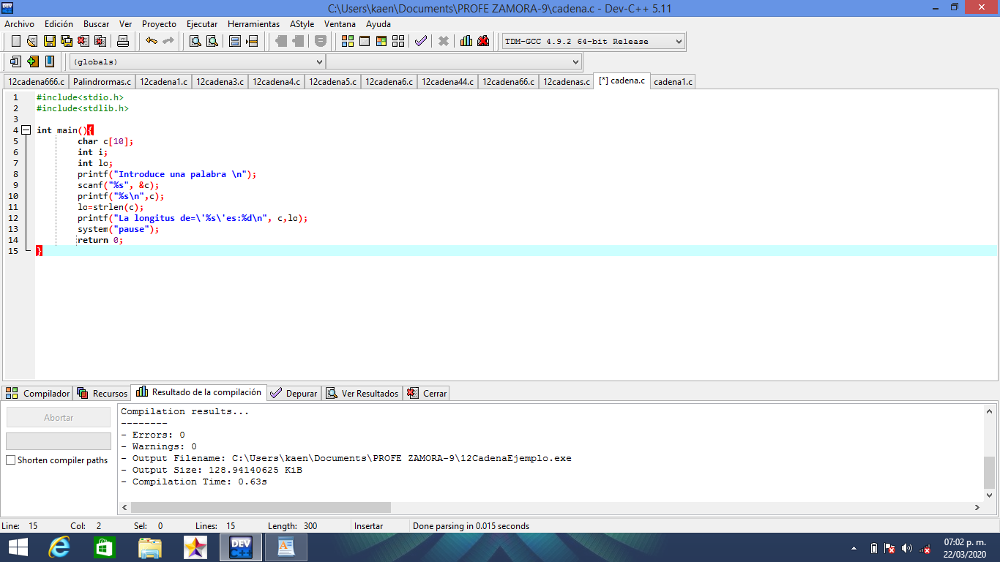 C:\Users\kaen\Documents\PROFE ZAMORA-9\cadena.c - Dev-C++ 5.11
Archivo Edición Buscar Ver Proyecto Ejecutar Herramientas AStyle Ventana Ayuda
TDM-GCC 4.9.2 64-bit Release
(globals)
12cadena666.c Palindrormas.c 12cadena1.c 12cadena3.c 12cadena4.c 12cadena5.c 12cadena6.c 12cadena44.c 12cadena66.c 12cadenas.c [*] cadena.c cadena1.c
1 #include<stdio.h>
2 #include<stdlib.h>
3
4 int main(){
5 char c[10];
6 int i;
7 int lo;
8 printf("Introduce una palabra \n");
9 scanf("%s", &c);
10 printf("%s\n",c);
11 lo=strlen(c);
12 printf("La longitus de=\'%s\'es:%d\n", c,lo);
13 system("pause");
14 return 0;
15 }
Compilador Recursos Resultado de la compilación Depurar Ver Resultados Cerrar
Abortar
Shorten compiler paths
Compilation results...
--------
- Errors: 0
- Warnings: 0
- Output Filename: C:\Users\kaen\Documents\PROFE ZAMORA-9\12CadenaEjemplo.exe
- Output Size: 128.94140625 KiB
- Compilation Time: 0.63s
Line: 15 Col: 2 Sel: 0 Lines: 15 Length: 300 Insertar Done parsing in 0.015 seconds
DEV C++
07:02 p. m.
22/03/2020